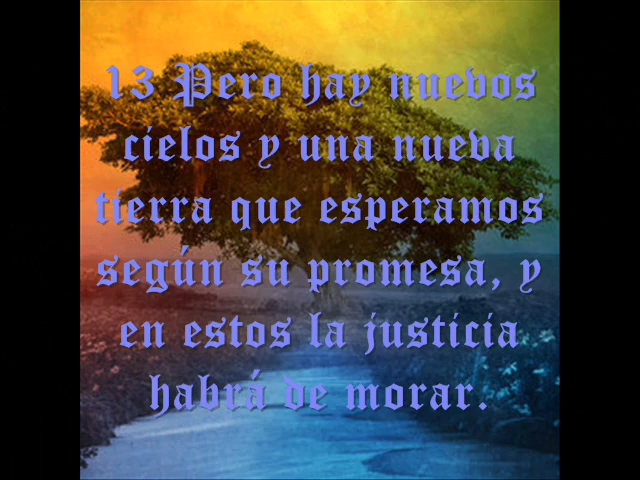 13 Pero hay nuevos
cielos y una nueva
tierra que esperamos
según su promesa, y
en estos la justicia
habrá de morar.